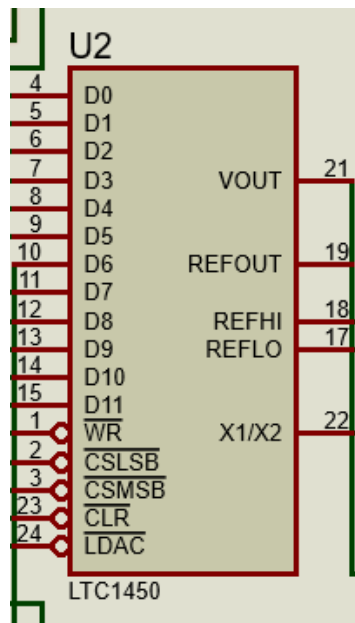 U2
4 D0
5 D1
6 D2
7 D3 VOUT 21
8 D4
9 D5
10 D6 REFOUT 19
11 D7
12 D8 REFHI 18
13 D9 REFLO 17
14 D10
15 D11
1 WR X1/X2 22
2 CSLSB
3 CSMSB
23 CLR
24 LDAC
LTC1450